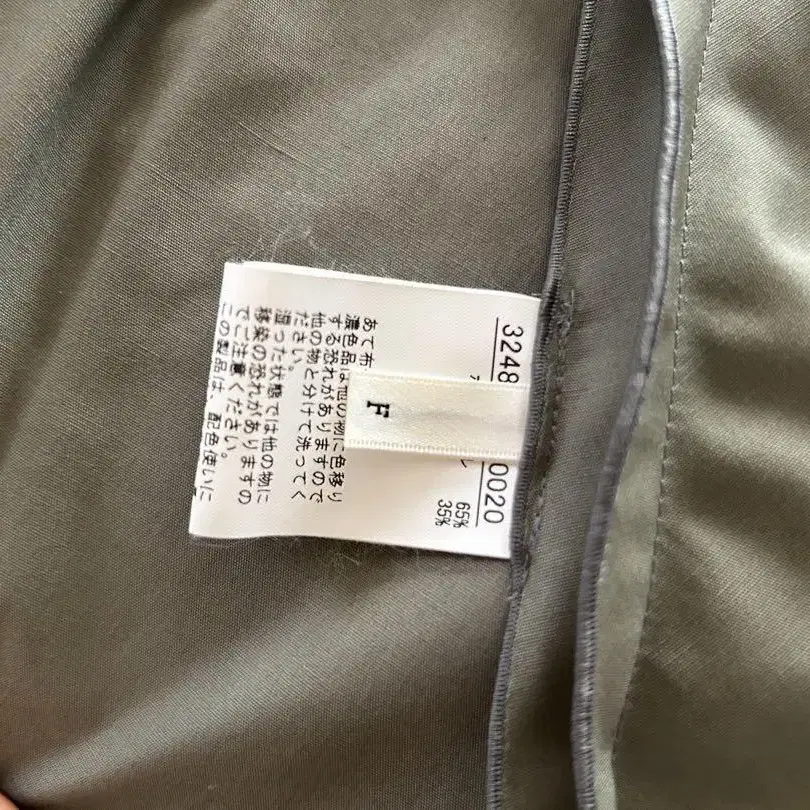 3248 0020
65%
35%
F
あて布
濃色品は他の物に色移り
する恐れがありますので
他の物と分けて洗ってく
ださい。
湿った状態では他の物に
移染の恐れがありますの
でご注意ください。
この製品は、配色使いに